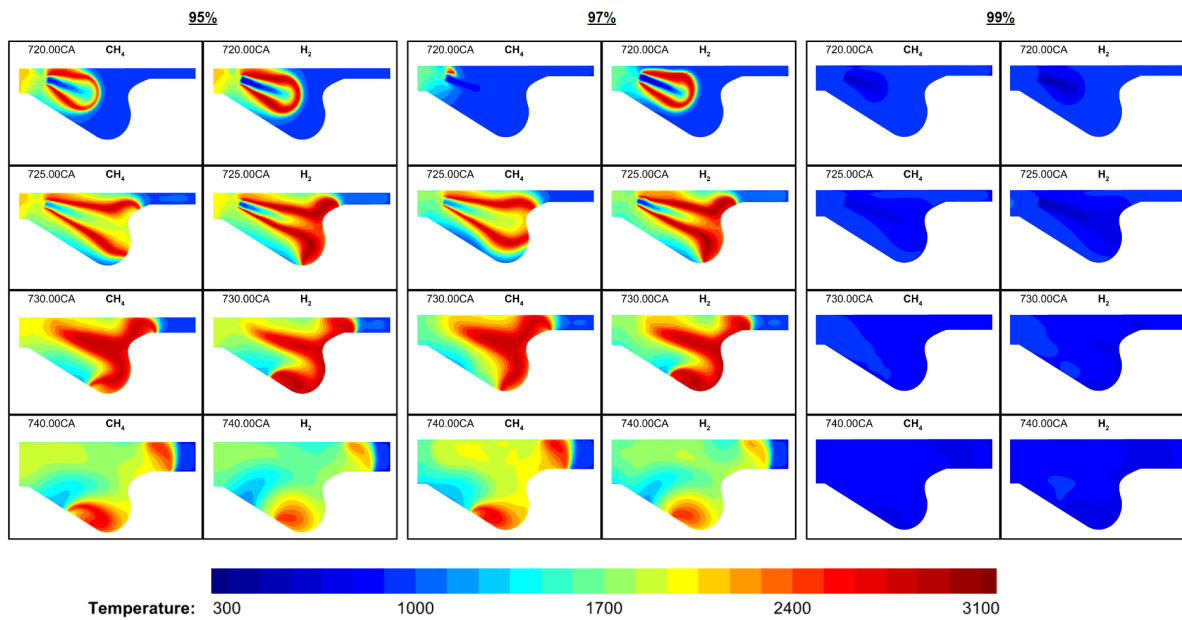 95% 97% 99%
720.00CA CH₄ 720.00CA H₂ 720.00CA CH₄ 720.00CA H₂ 720.00CA CH₄ 720.00CA H₂
725.00CA CH₄ 725.00CA H₂ 725.00CA CH₄ 725.00CA H₂ 725.00CA CH₄ 725.00CA H₂
730.00CA CH₄ 730.00CA H₂ 730.00CA CH₄ 730.00CA H₂ 730.00CA CH₄ 730.00CA H₂
740.00CA CH₄ 740.00CA H₂ 740.00CA CH₄ 740.00CA H₂ 740.00CA CH₄ 740.00CA H₂
Temperature: 300 1000 1700 2400 3100